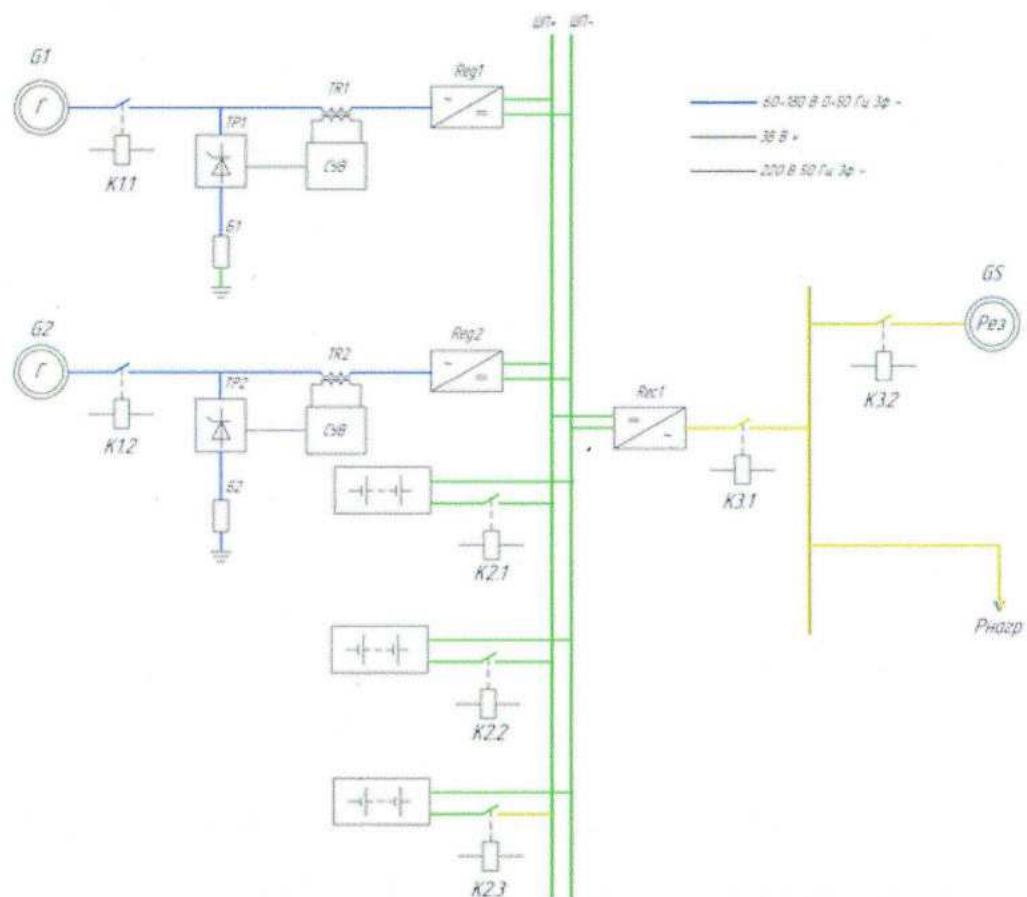 ШП+ ШП-
G1
Г
K1.1
ТР1
TR1
СУВ
Reg1
Б1
60÷180 В 0÷50 Гц 3ф ~
38 В =
220 В 50 Гц 3ф ~
G2
Г
K1.2
ТР2
TR2
СУВ
Reg2
Б2
Rec1
K3.1
GS
Рез
K3.2
Рнагр
K2.1
K2.2
K2.3